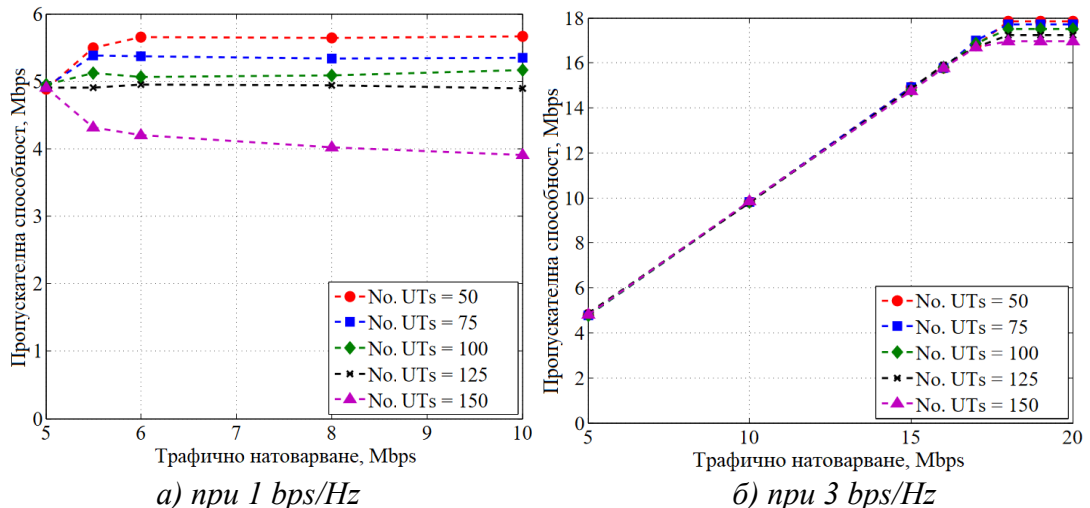 Пропускателна способност, Mbps
6
5
4
3
2
1
0
No. UTs = 50
No. UTs = 75
No. UTs = 100
No. UTs = 125
No. UTs = 150
5 6 7 8 9 10
Трафично натоварване, Mbps
а) при 1 bps/Hz
Пропускателна способност, Mbps
18
16
14
12
10
8
6
4
2
0
No. UTs = 50
No. UTs = 75
No. UTs = 100
No. UTs = 125
No. UTs = 150
5 10 15 20
Трафично натоварване, Mbps
б) при 3 bps/Hz